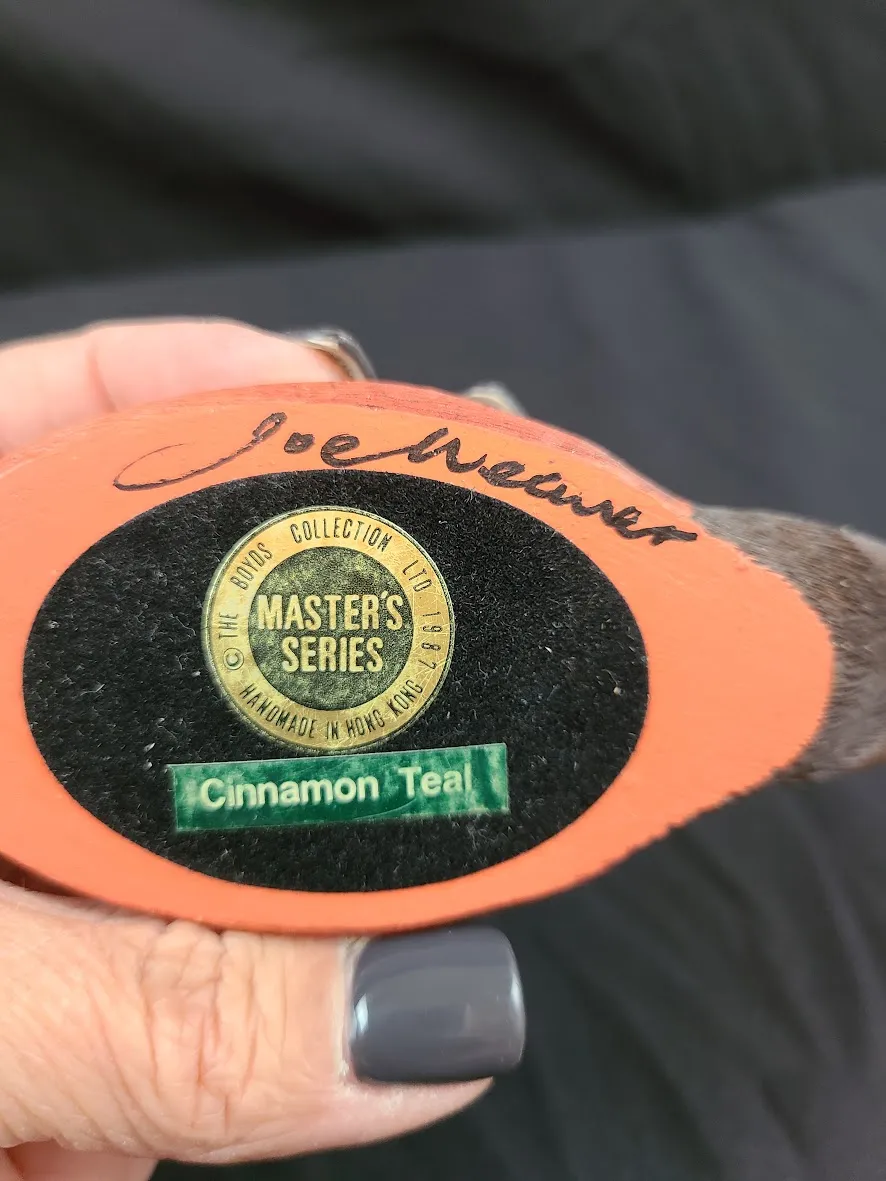 Joe Weaver
© THE BOYDS COLLECTION LTD 1987
MASTER'S
SERIES
HANDMADE IN HONG KONG
Cinnamon Teal